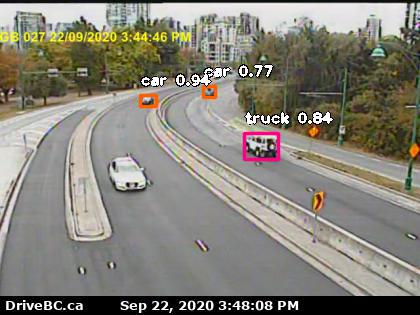 GB 027 22/09/2020 3:44:46 PM
car 0.94
car 0.77
truck 0.84
DriveBC.ca
Sep 22, 2020 3:48:08 PM